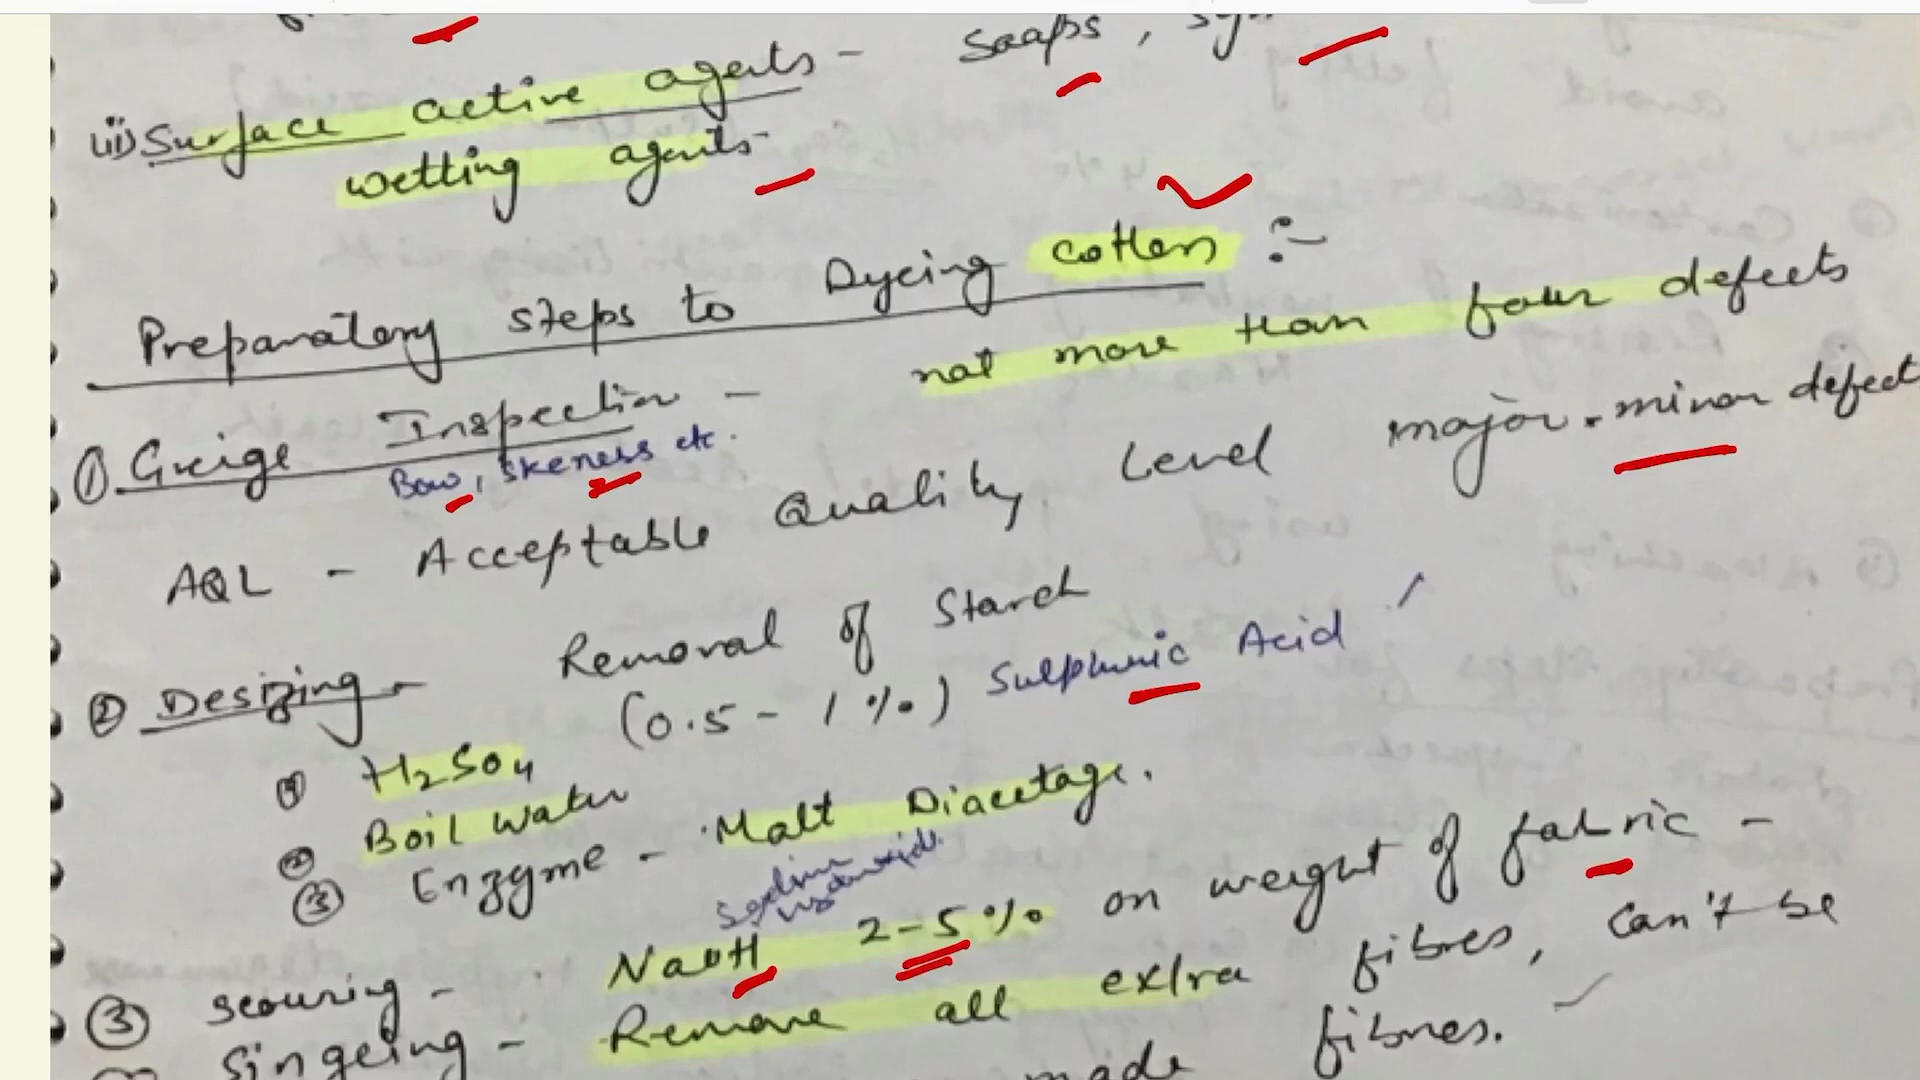 iii) Surface active agents - Soaps,
wetting agents -
Preparatory steps to Dyeing cotton :-
① Greige Inspection - not more than four defects
Bow, skeness etc.
AQL - Acceptable Quality Level major. minor defect
② Desizing - Removal of Starch
① H2SO4 (0.5 - 1 %) Sulphuric Acid
② Boil water
③ Enzyme - Malt Diacetage.
③ scouring - NaOH 2-5% on weight of fabric -
Singeing - Remove all extra fibres, can't be
made fibres.